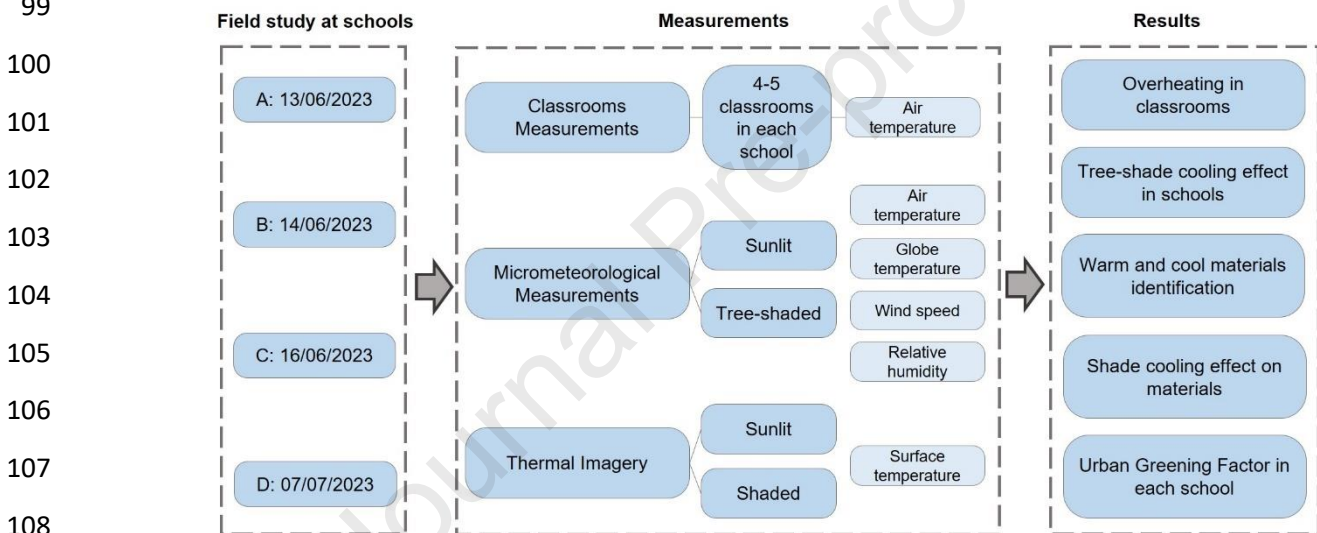 99
Field study at schools
Measurements
Results
100
101
102
103
104
105
106
107
108
A: 13/06/2023
B: 14/06/2023
C: 16/06/2023
D: 07/07/2023
Classrooms
Measurements
4-5
classrooms
in each
school
Air
temperature
Micrometeorological
Measurements
Sunlit
Tree-shaded
Air
temperature
Globe
temperature
Wind speed
Relative
humidity
Thermal Imagery
Sunlit
Shaded
Surface
temperature
Overheating in
classrooms
Tree-shade cooling effect
in schools
Warm and cool materials
identification
Shade cooling effect on
materials
Urban Greening Factor in
each school
Journal Pre-pro